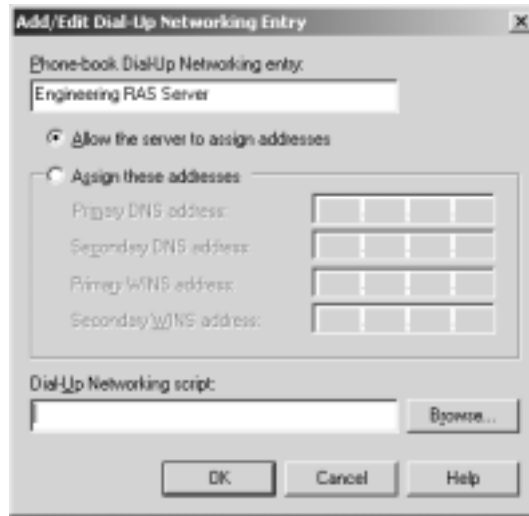 Add/Edit Dial-Up Networking Entry
Phone-book Dial-Up Networking entry:
Engineering RAS Server
Allow the server to assign addresses
Assign these addresses
Primary DNS address:
Secondary DNS address:
Primary WINS address:
Secondary WINS address:
Dial-Up Networking script:
Browse...
OK
Cancel
Help